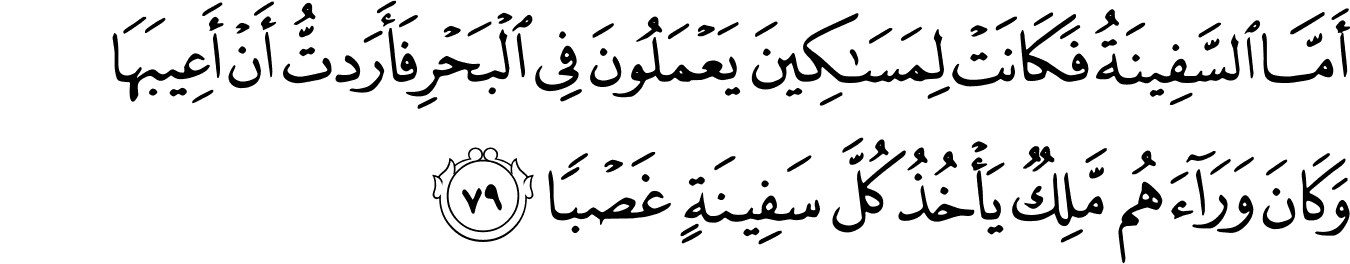 أَمَّا ٱلسَّفِينَةُ فَكَانَتۡ لِمَسَـٰكِينَ يَعۡمَلُونَ فِى ٱلۡبَحۡرِ فَأَرَدتُّ أَنۡ أَعِيبَهَا
وَكَانَ وَرَآءَهُم مَّلِكٌ يَأۡخُذُ كُلَّ سَفِينَةٍ غَصۡبًا ٧٩